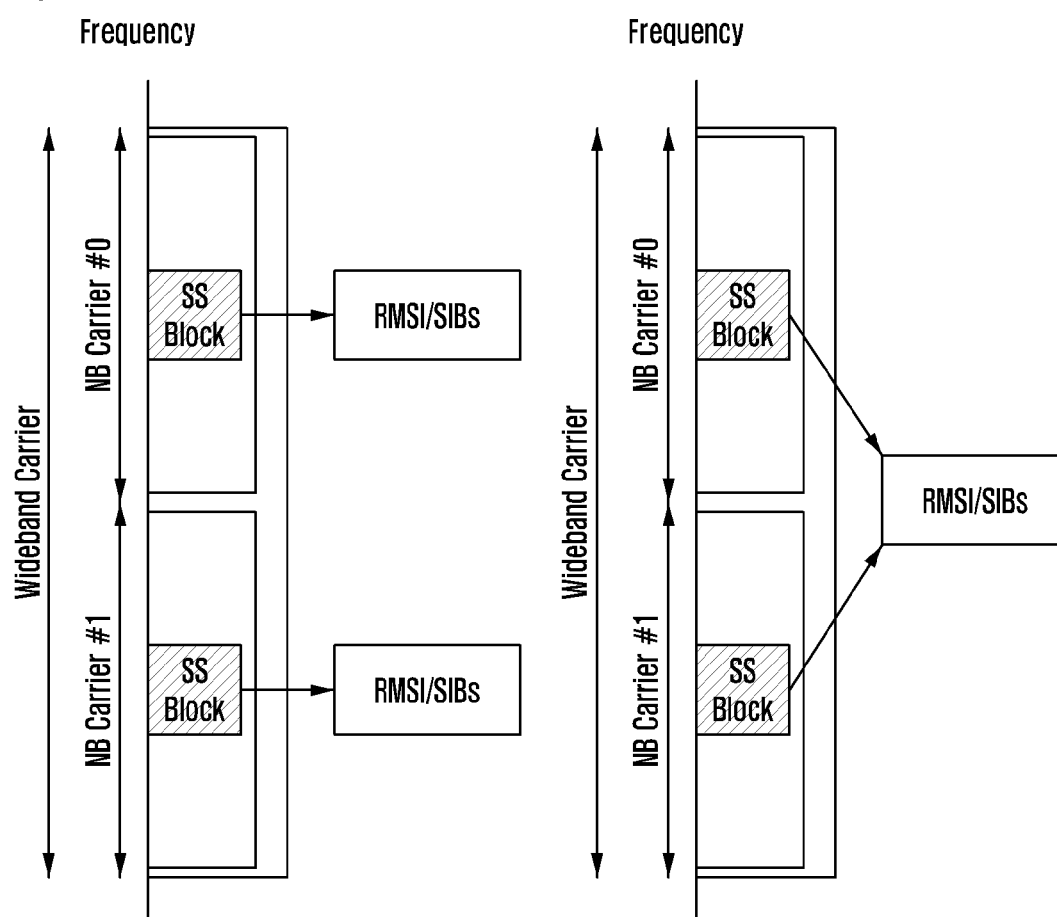 Frequency
Wideband Carrier
NB Carrier #0
SS
Block
RMSI/SIBs
NB Carrier #1
SS
Block
RMSI/SIBs
Frequency
Wideband Carrier
NB Carrier #0
SS
Block
RMSI/SIBs
NB Carrier #1
SS
Block